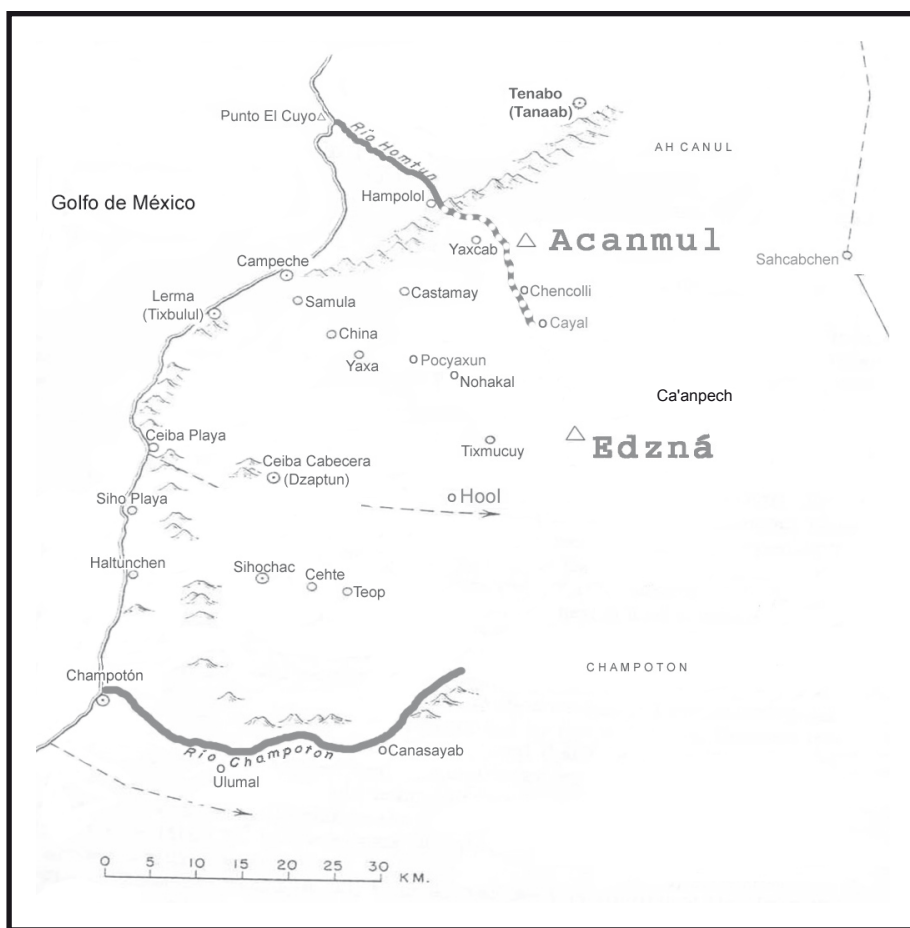 Tenabo
(Tanaab)
Punto El Cuyo
Río Homtun
AH CANUL
Golfo de México
Hampolol
Acanmul
Yaxcab
Sahcabchen
Campeche
Chencolli
Castamay
Lerma
(Tixbulul)
Samula
Cayal
China
Yaxa
Pocyaxun
Nohakal
Ca'anpech
Ceiba Playa
Tixmucuy
Edzná
Ceiba Cabecera
(Dzaptun)
Siho Playa
Hool
Haltunchen
Sihochac
Cehte
Teop
CHAMPOTON
Champotón
Río Champoton
Canasayab
Ulumal
0 5 10 15 20 25 30
KM.